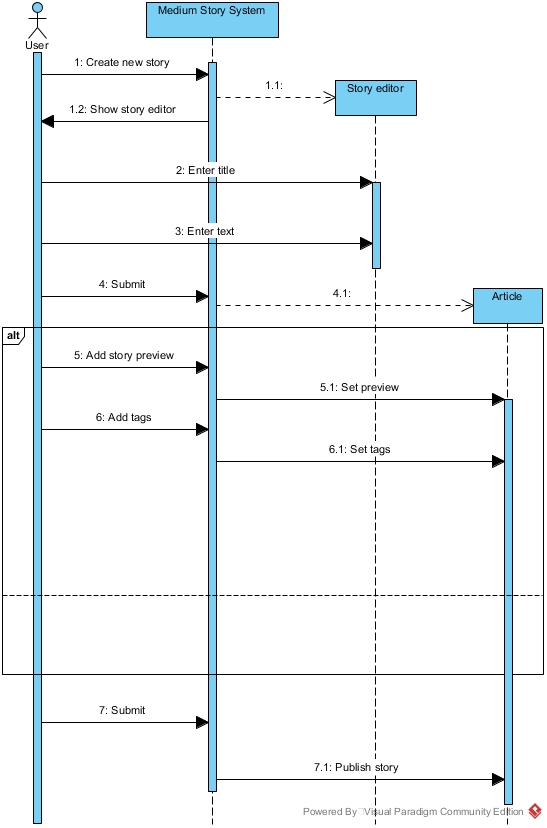 Medium Story System
User
1: Create new story
1.1:
Story editor
1.2: Show story editor
2: Enter title
3: Enter text
4: Submit
4.1:
Article
alt
5: Add story preview
5.1: Set preview
6: Add tags
6.1: Set tags
7: Submit
7.1: Publish story
Powered By Visual Paradigm Community Edition